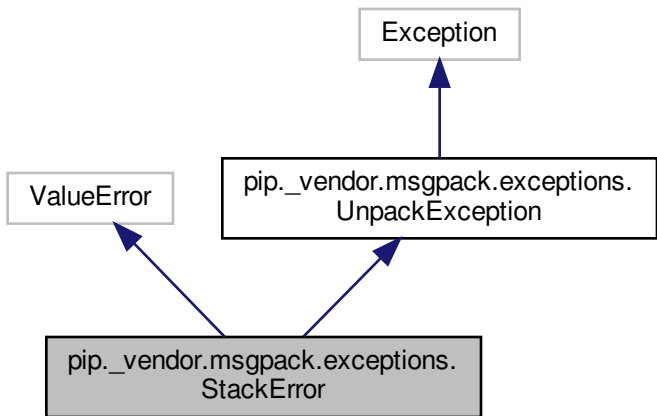 Exception
pip._vendor.msgpack.exceptions.
UnpackException
ValueError
pip._vendor.msgpack.exceptions.
StackError